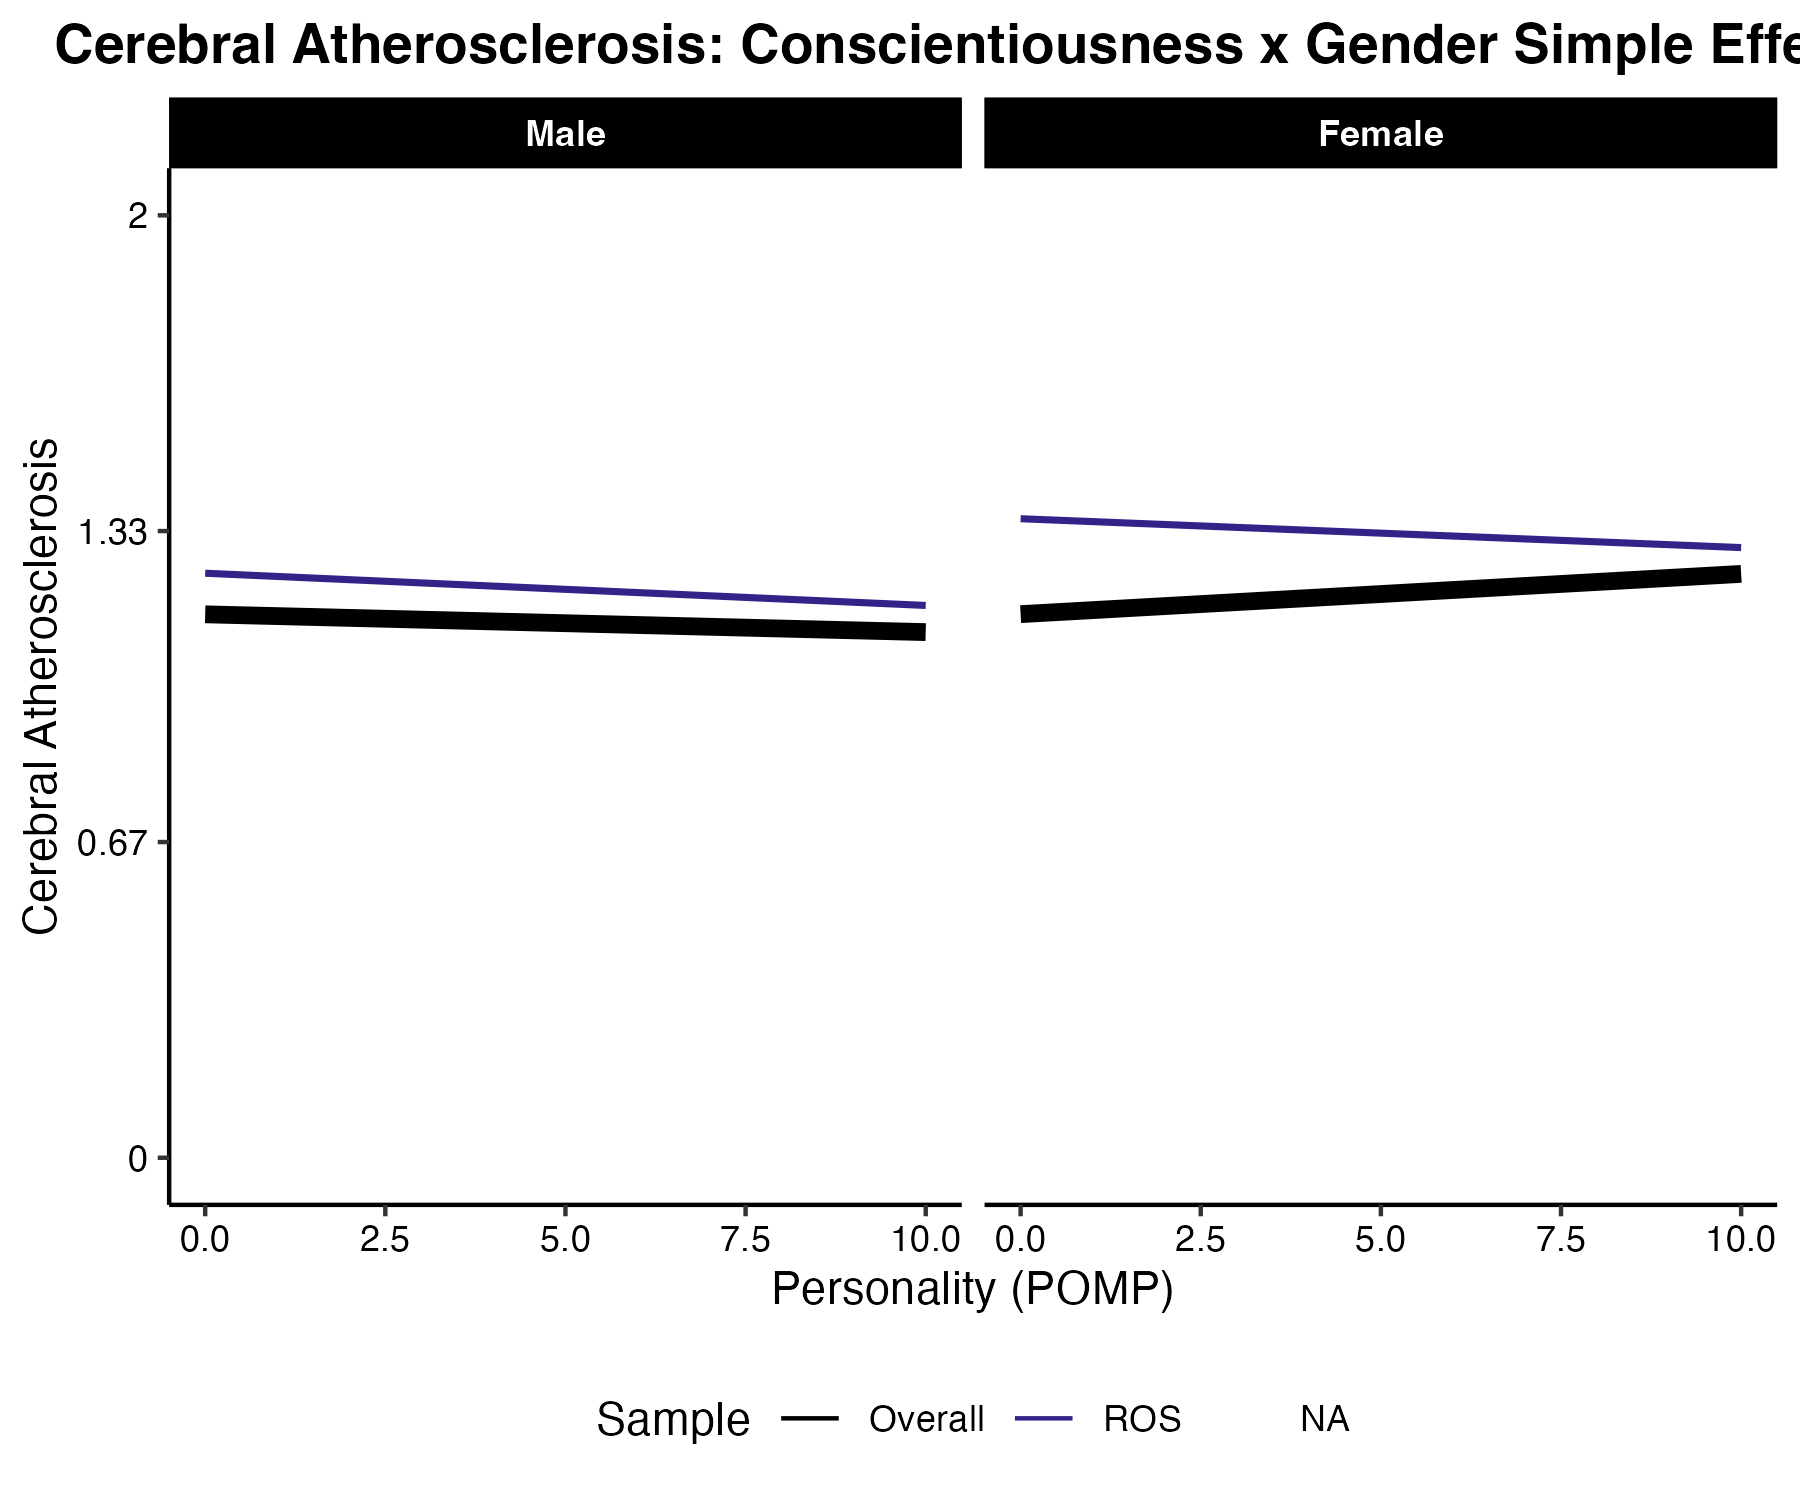 Cerebral Atherosclerosis: Conscientiousness x Gender Simple Effe
Male
Female
Cerebral Atherosclerosis
2
1.33
0.67
0
0.0 2.5 5.0 7.5 10.0
0.0 2.5 5.0 7.5 10.0
Personality (POMP)
Sample Overall ROS NA